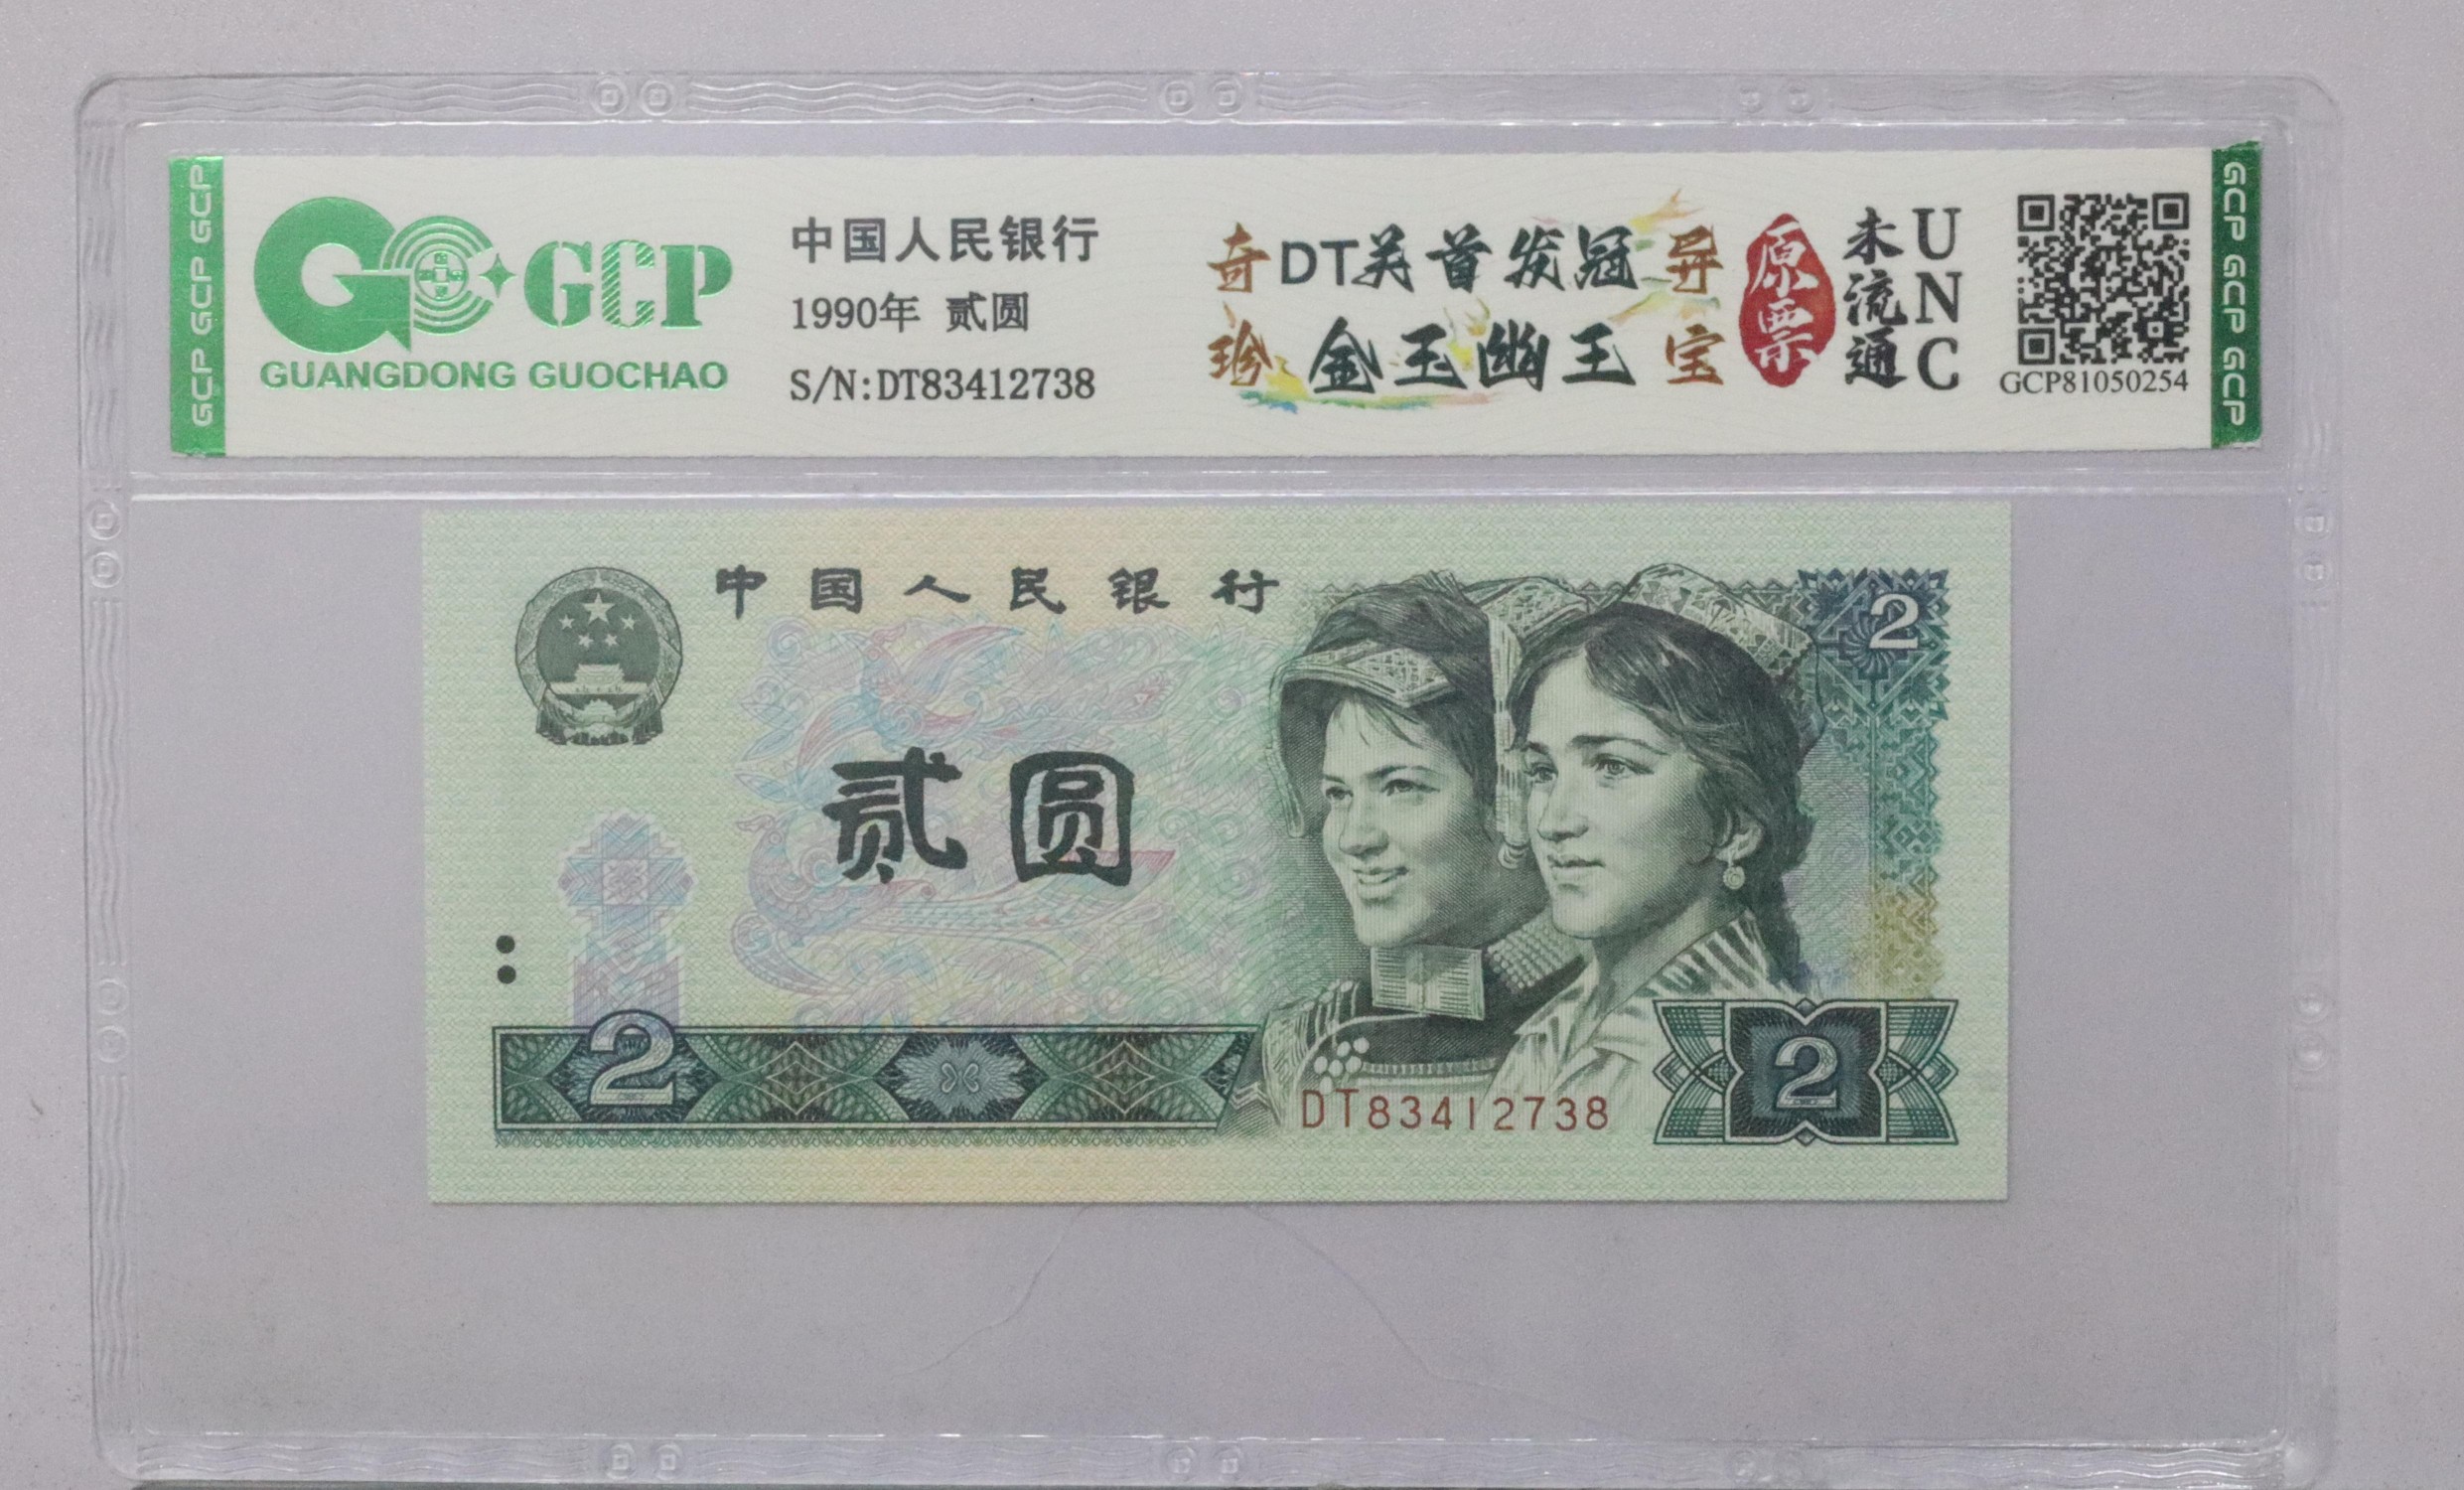 GCP GCP GCP
GCP
GUANGDONG GUOCHAO
中国人民银行
1990年 贰圆
S/N:DT83412738
奇DT关首发冠异
珍金玉幽王宝
原票
未流通
UNC
GCP81050254
GCP GCP GCP
中国人民银行
2
贰圆
2
DT83412738
2